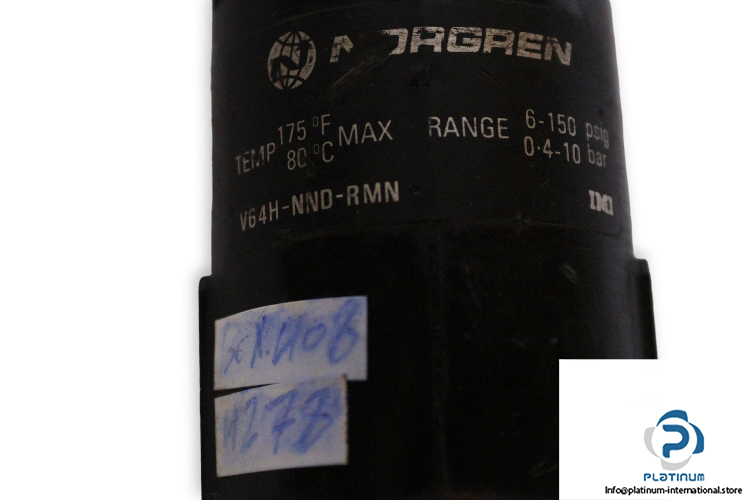 NORGREN
TEMP 175 °F MAX RANGE 6-150 psig
80 °C 0·4-10 bar
V64H-NND-RMN
IMI
4278
PLATINUM
Info@platinum-international.store